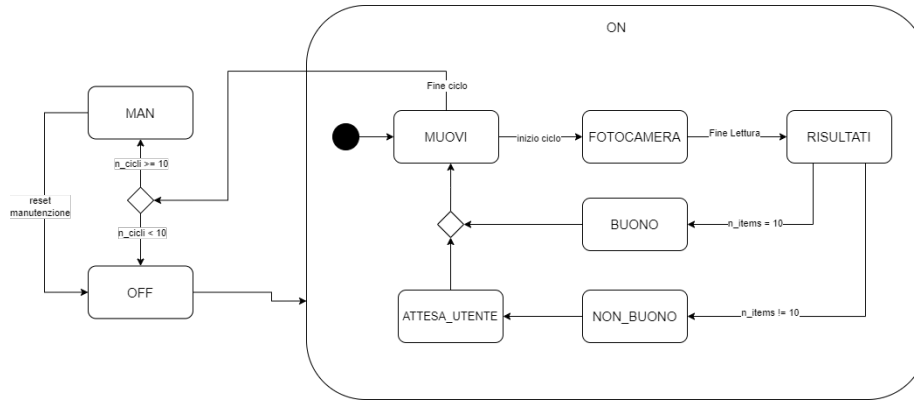 ON
Fine ciclo
MAN
MUOVI
inizio ciclo
FOTOCAMERA
Fine Lettura
RISULTATI
n_cicli >= 10
reset
manutenzione
n_cicli < 10
BUONO
n_items = 10
OFF
ATTESA_UTENTE
NON_BUONO
n_items != 10